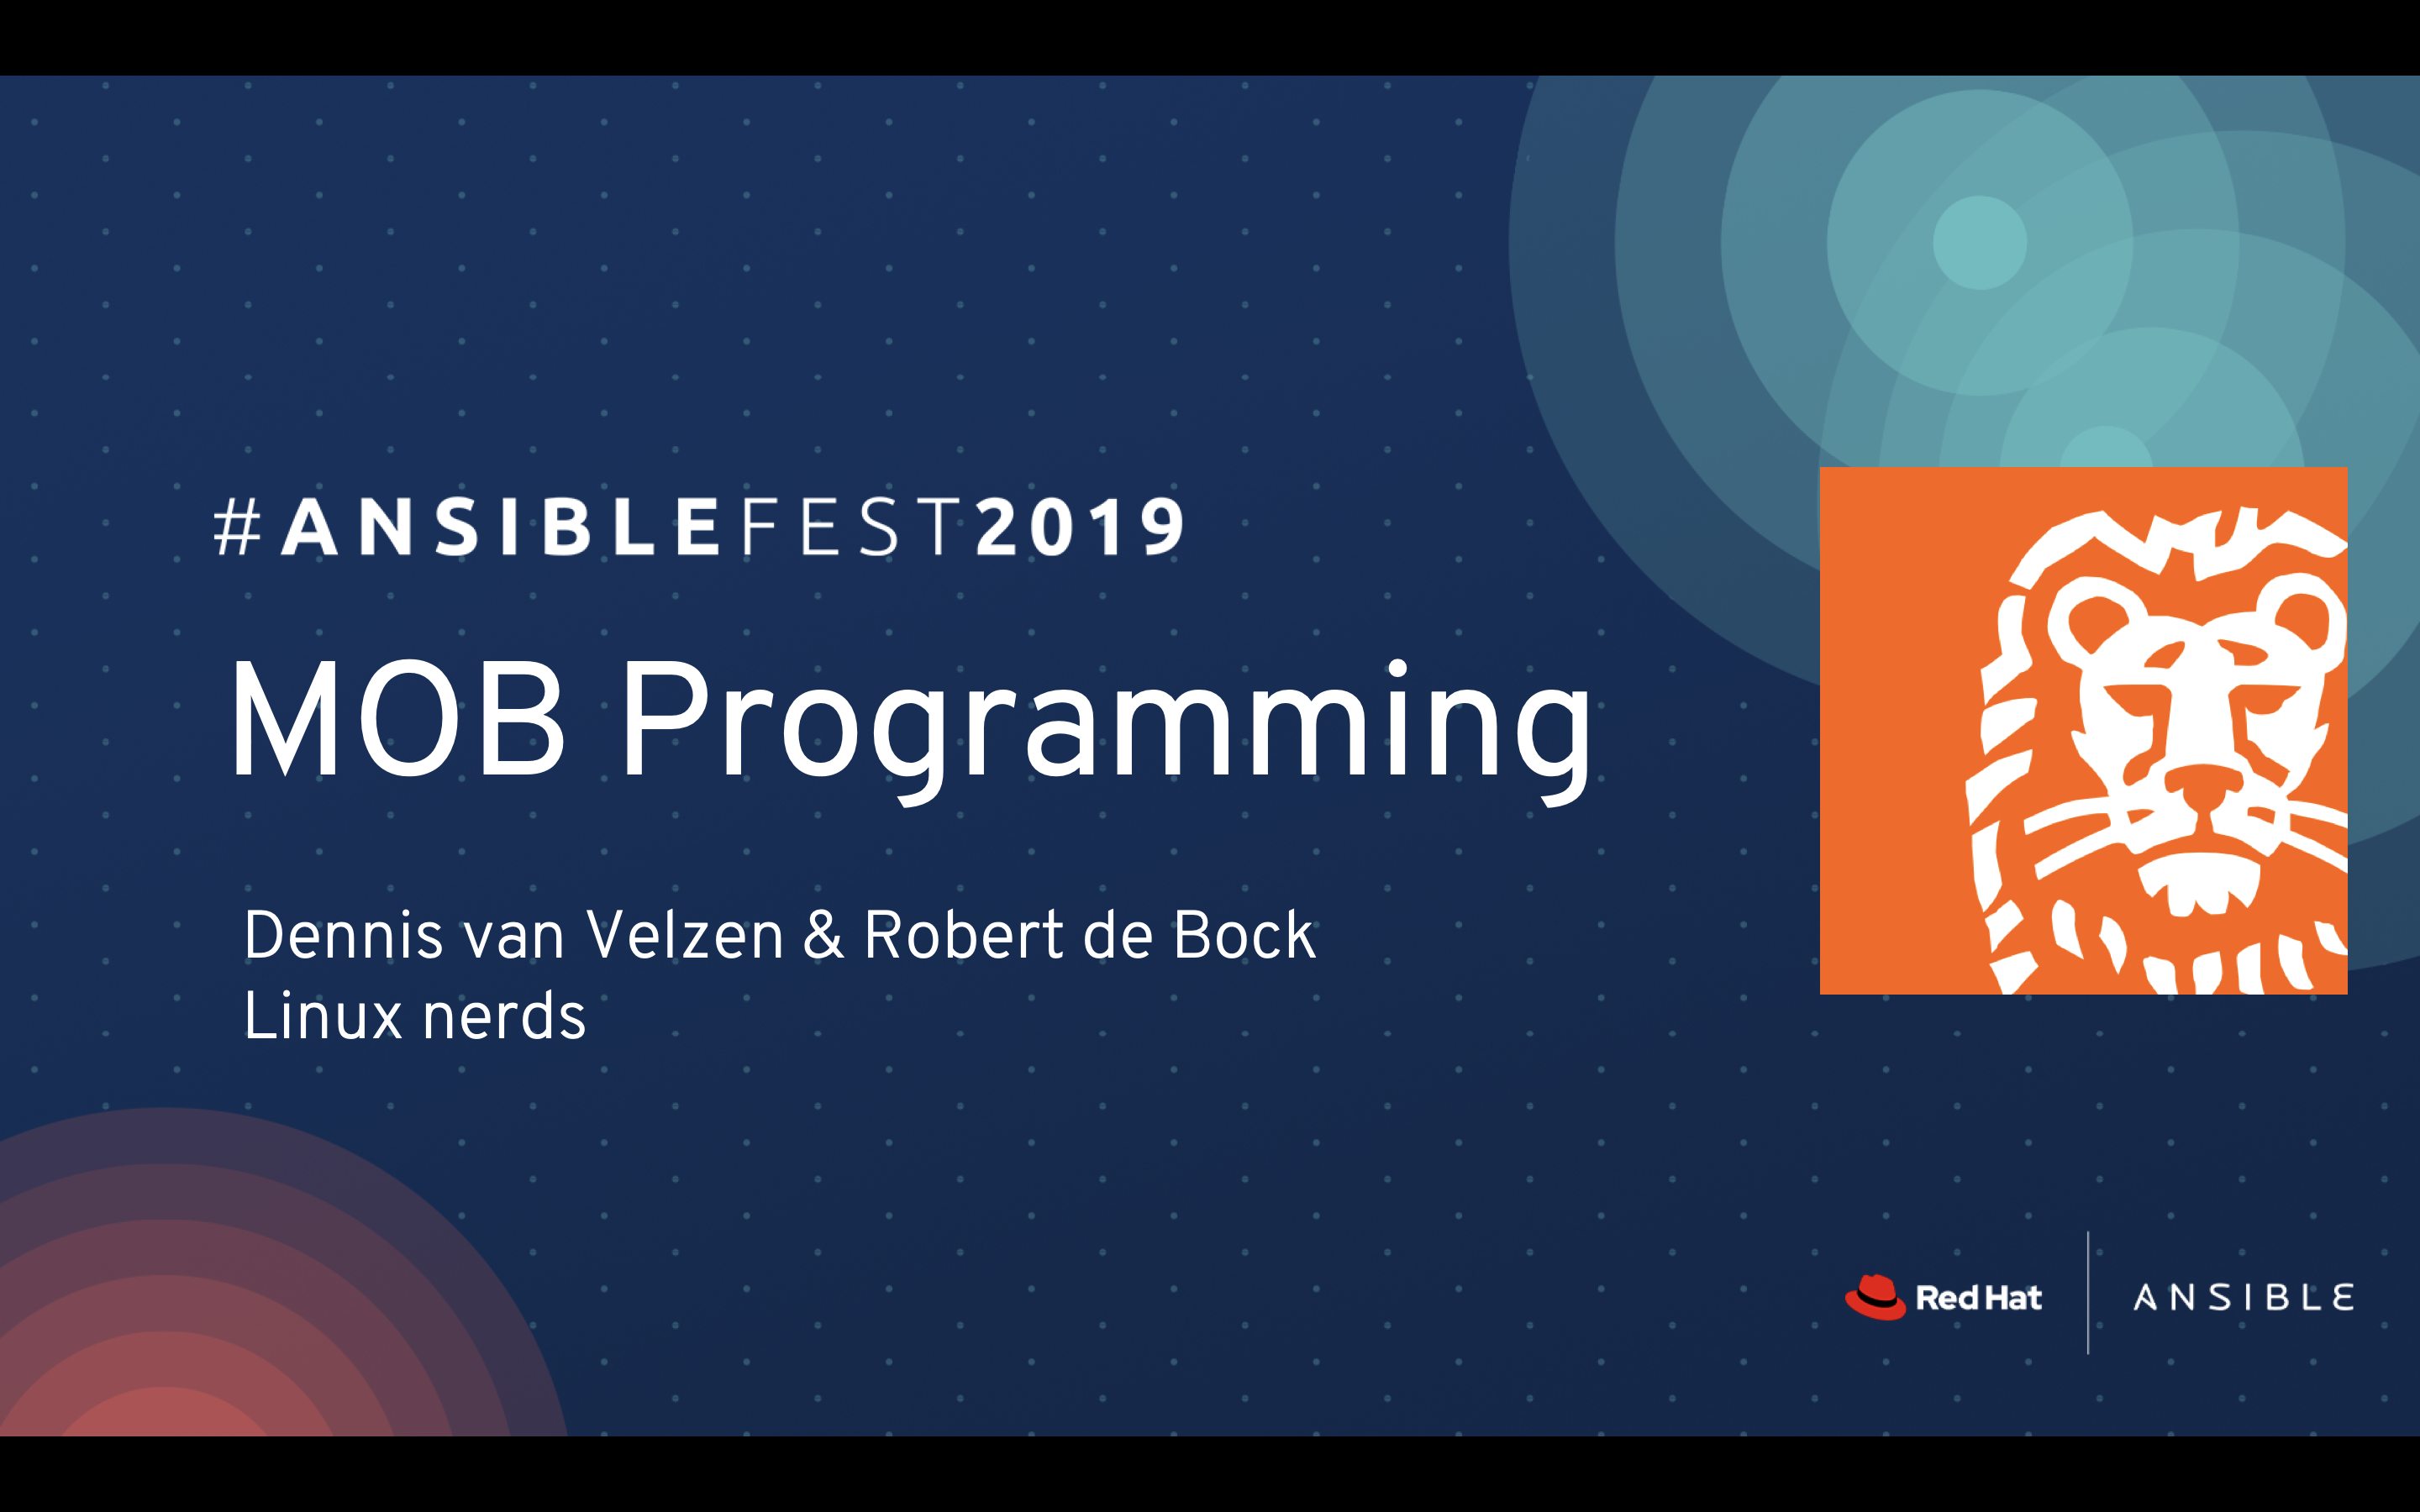 #ANSIBLEFEST2019
MOB Programming
Dennis van Velzen & Robert de Bock
Linux nerds
Red Hat
ANSIBLE